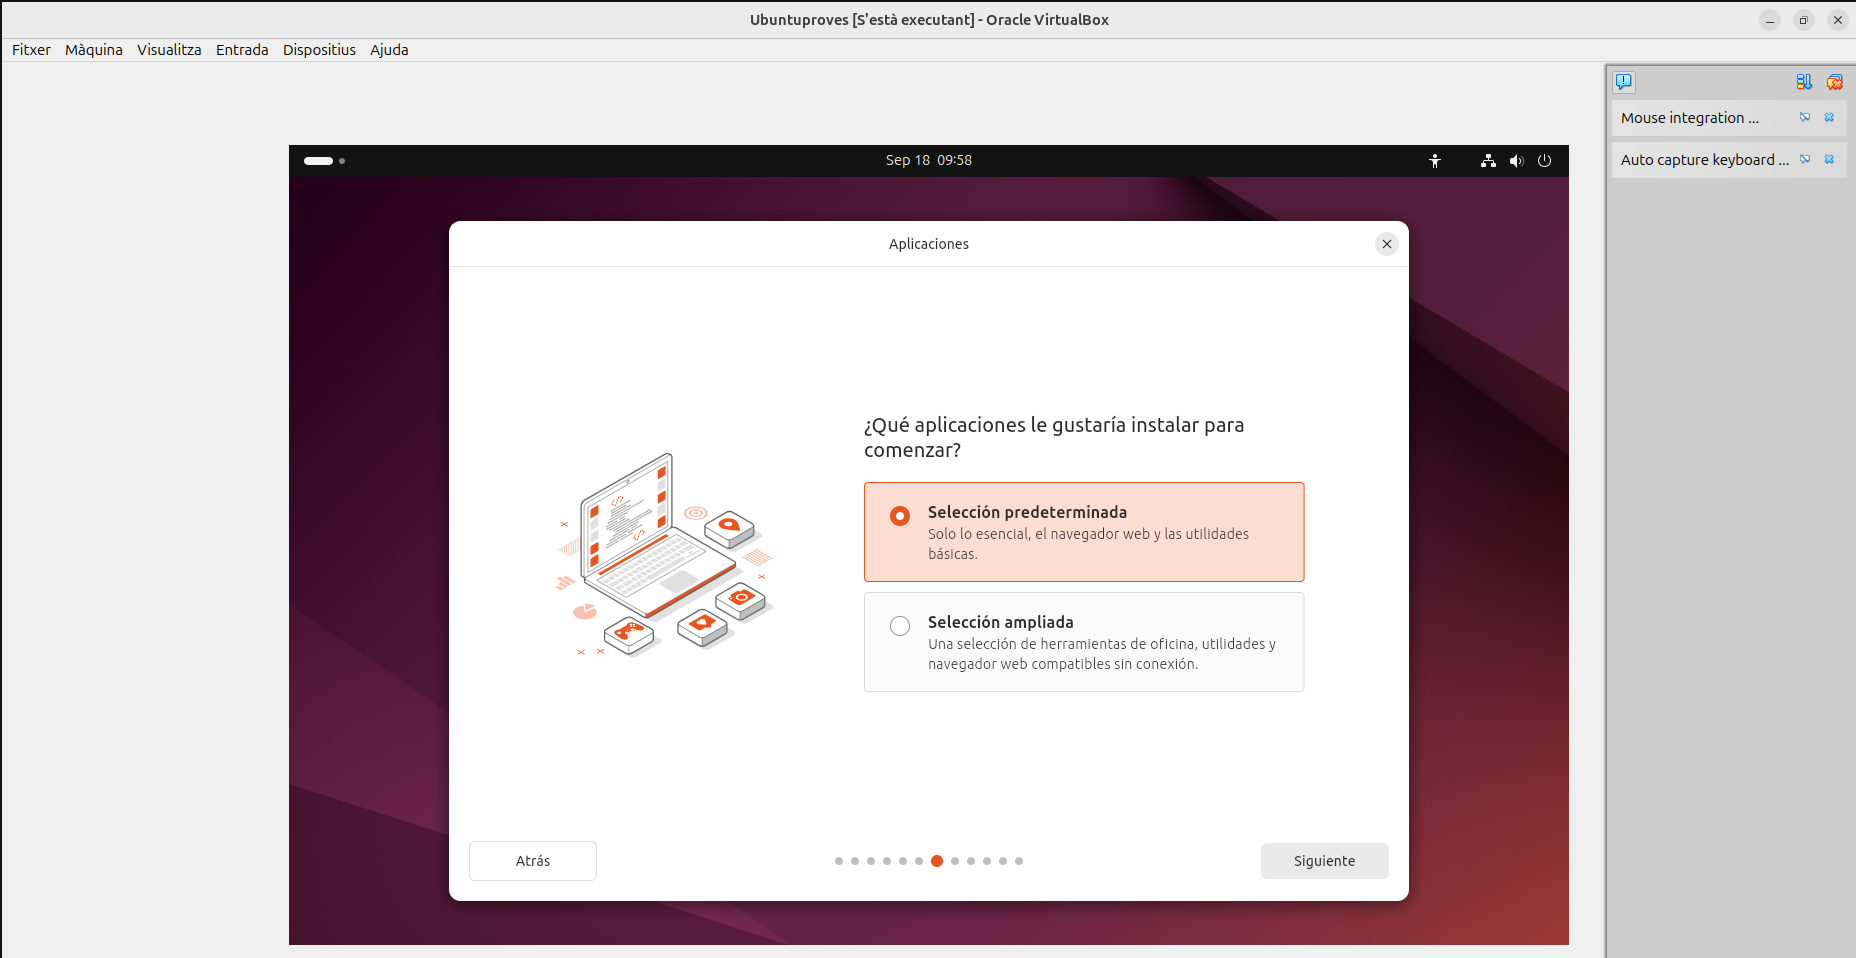 Ubuntuproves [S'està executant] - Oracle VirtualBox
Fitxer Màquina Visualitza Entrada Dispositius Ajuda
Mouse integration ...
Auto capture keyboard ...
Sep 18 09:58
Aplicaciones
¿Qué aplicaciones le gustaría instalar para
comenzar?
Selección predeterminada
Solo lo esencial, el navegador web y las utilidades
básicas.
Selección ampliada
Una selección de herramientas de oficina, utilidades y
navegador web compatibles sin conexión.
Atrás
Siguiente